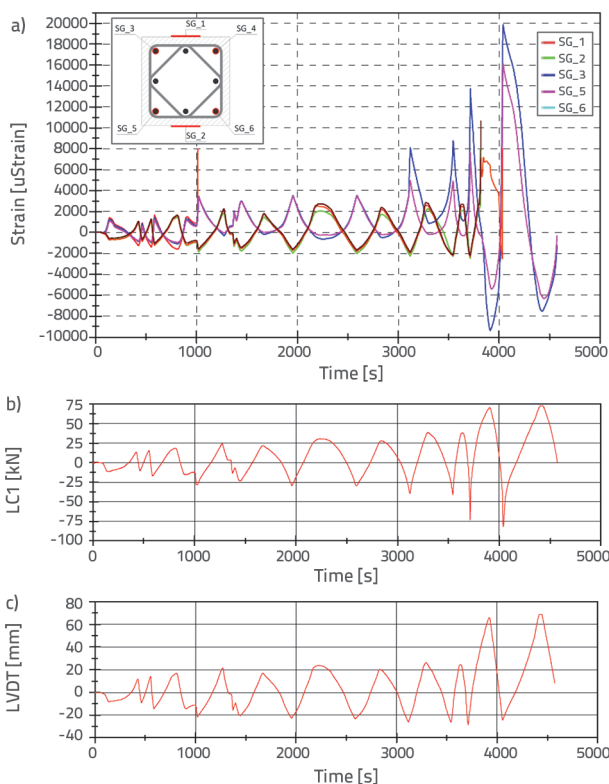 a)
Strain [uStrain]
20000
18000
16000
14000
12000
10000
8000
6000
4000
2000
0
-2000
-4000
-6000
-8000
-10000
SG_1
SG_3
SG_4
SG_5
SG_2
SG_6
SG_1
SG_2
SG_3
SG_5
SG_6
0 1000 2000 3000 4000 5000
Time [s]
b)
LC1 [kN]
75
50
25
0
-25
-50
-75
-100
0 1000 2000 3000 4000 5000
Time [s]
c)
LVDT [mm]
80
60
40
20
0
-20
-40
0 1000 2000 3000 4000 5000
Time [s]